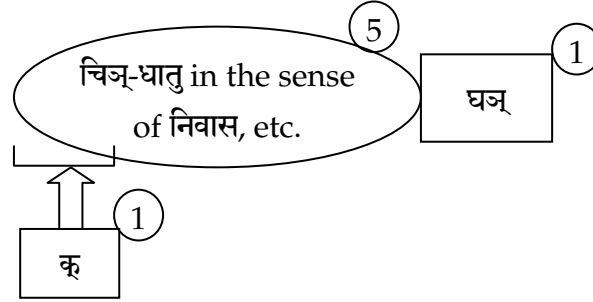 5
1
चिञ्-धातु in the sense
of निवास, etc.
घञ्
1
क्